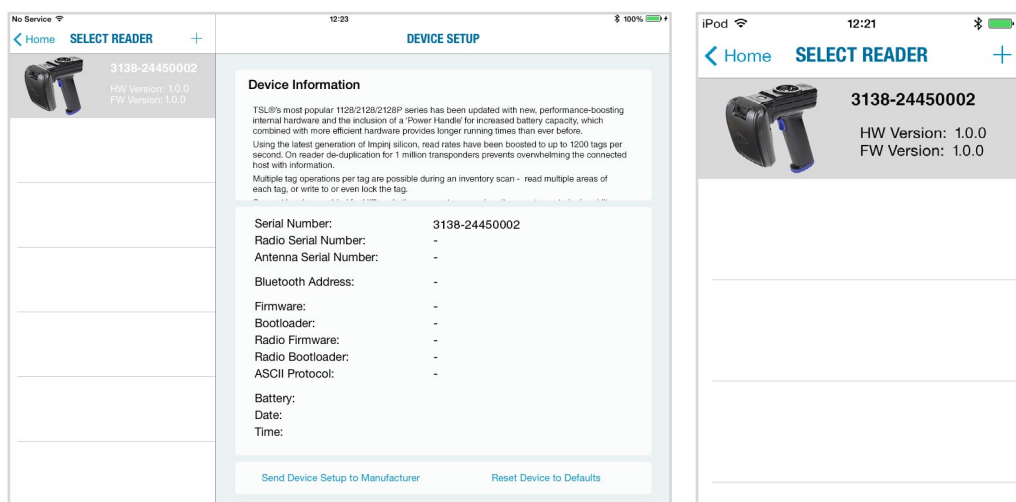 No Service
12:23
100%
Home
SELECT READER
+
DEVICE SETUP
3138-24450002
HW Version: 1.0.0
FW Version: 1.0.0
Device Information
TSL®'s most popular 1128/2128/2128P series has been updated with new, performance-boosting
internal hardware and the inclusion of a 'Power Handle' for increased battery capacity, which
combined with more efficient hardware provides longer running times than ever before.
Using the latest generation of Impinj silicon, read rates have been boosted to up to 1200 tags per
second. On reader de-duplication for 1 million transponders prevents overwhelming the connected
host with information.
Multiple tag operations per tag are possible during an inventory scan - read multiple areas of
each tag, or write to or even lock the tag.
Serial Number: 3138-24450002
Radio Serial Number: -
Antenna Serial Number: -
Bluetooth Address: -
Firmware: -
Bootloader: -
Radio Firmware: -
Radio Bootloader: -
ASCII Protocol: -
Battery:
Date:
Time:
Send Device Setup to Manufacturer
Reset Device to Defaults
iPod
12:21
Home
SELECT READER
+
3138-24450002
HW Version: 1.0.0
FW Version: 1.0.0